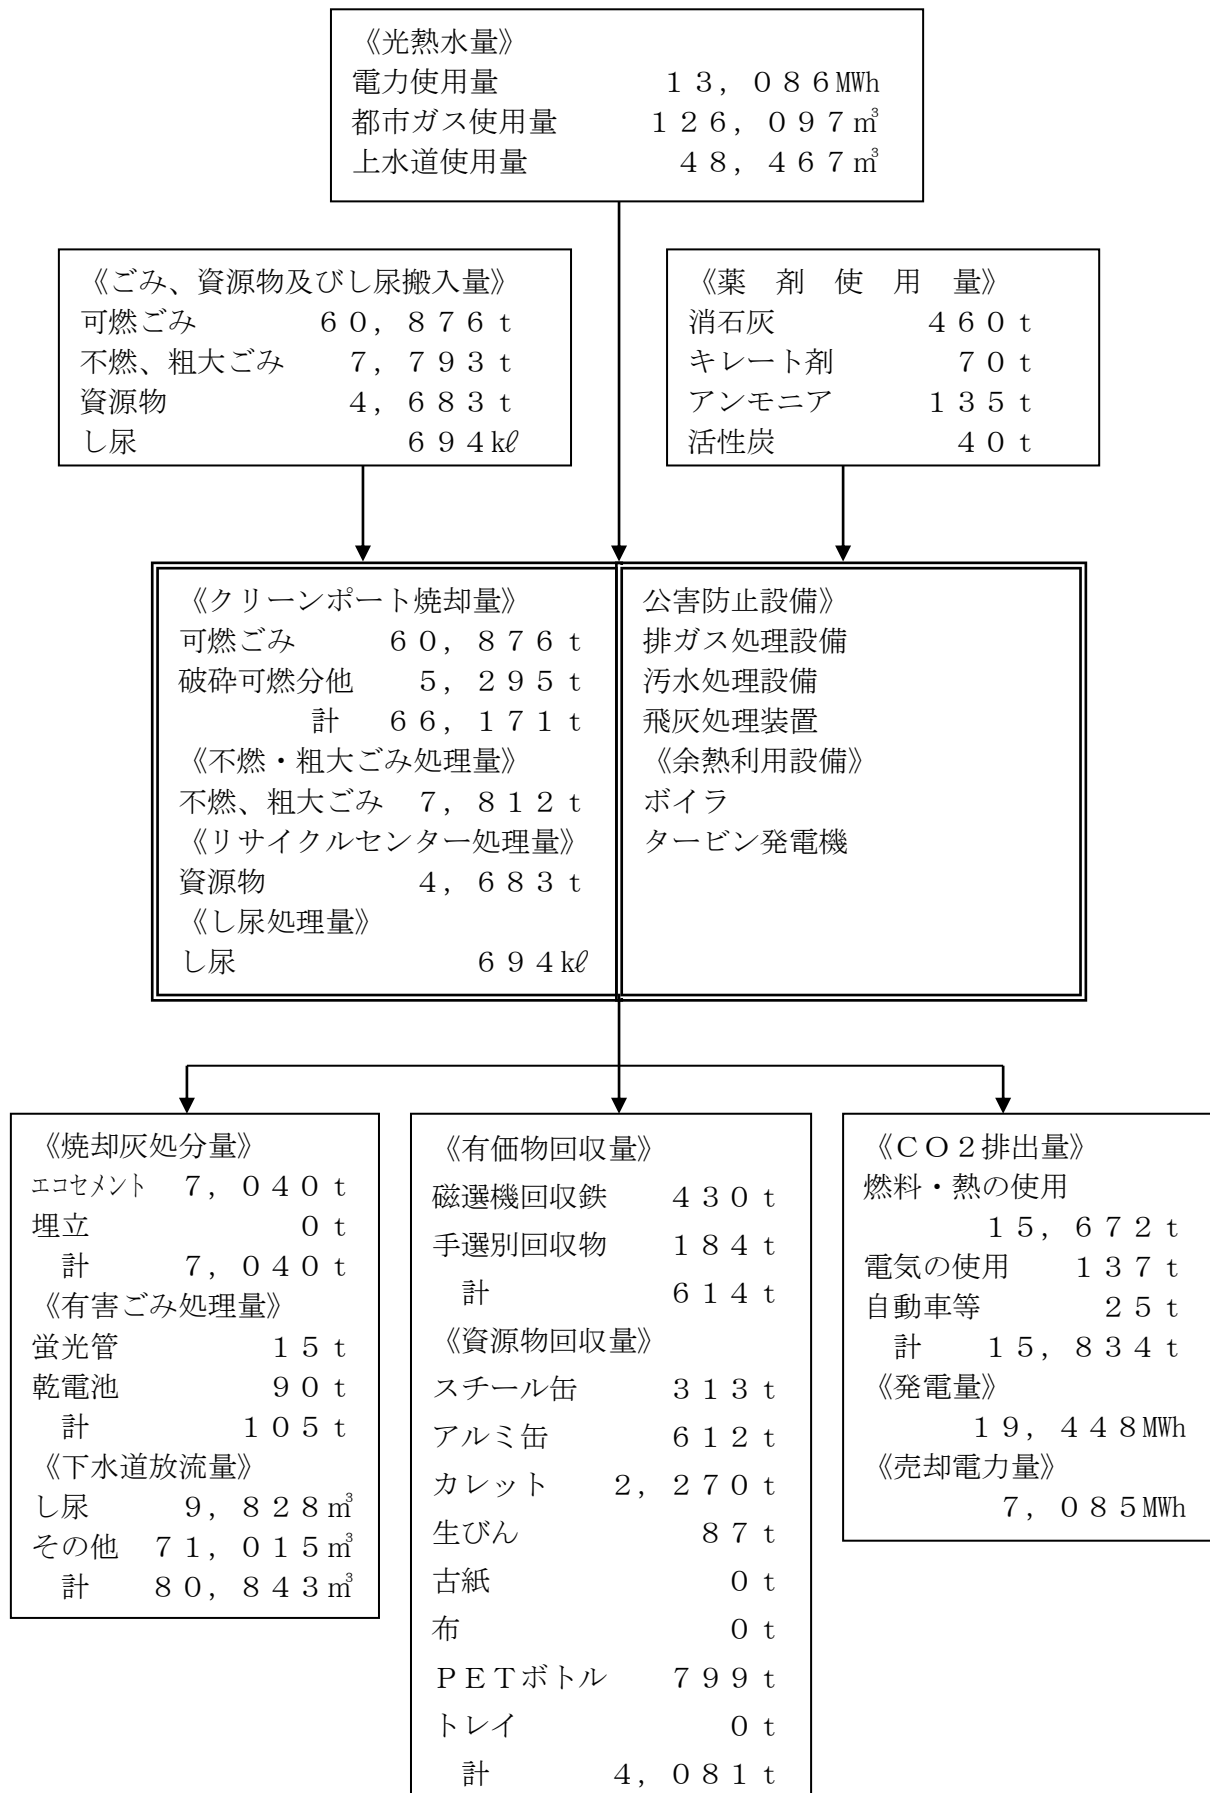 《光熱水量》
電力使用量 １３，０８６MWh
都市ガス使用量 １２６，０９７㎥
上水道使用量 ４８，４６７㎥
《ごみ、資源物及びし尿搬入量》
可燃ごみ ６０，８７６ｔ
不燃、粗大ごみ ７，７９３ｔ
資源物 ４，６８３ｔ
し尿 ６９４㎘
《薬　剤　使　用　量》
消石灰 ４６０ｔ
キレート剤 ７０ｔ
アンモニア １３５ｔ
活性炭 ４０ｔ
《クリーンポート焼却量》
可燃ごみ ６０，８７６ｔ
破砕可燃分他 ５，２９５ｔ
計 ６６，１７１ｔ
《不燃・粗大ごみ処理量》
不燃、粗大ごみ ７，８１２ｔ
《リサイクルセンター処理量》
資源物 ４，６８３ｔ
《し尿処理量》
し尿 ６９４㎘
公害防止設備》
排ガス処理設備
汚水処理設備
飛灰処理装置
《余熱利用設備》
ボイラ
タービン発電機
《焼却灰処分量》
エコセメント ７，０４０ｔ
埋立 ０ｔ
計 ７，０４０ｔ
《有害ごみ処理量》
蛍光管 １５ｔ
乾電池 ９０ｔ
計 １０５ｔ
《下水道放流量》
し尿 ９，８２８㎥
その他 ７１，０１５㎥
計 ８０，８４３㎥
《有価物回収量》
磁選機回収鉄 ４３０ｔ
手選別回収物 １８４ｔ
計 ６１４ｔ
《資源物回収量》
スチール缶 ３１３ｔ
アルミ缶 ６１２ｔ
カレット ２，２７０ｔ
生びん ８７ｔ
古紙 ０ｔ
布 ０ｔ
ＰＥＴボトル ７９９ｔ
トレイ ０ｔ
計 ４，０８１ｔ
《ＣＯ２排出量》
燃料・熱の使用
１５，６７２ｔ
電気の使用 １３７ｔ
自動車等 ２５ｔ
計 １５，８３４ｔ
《発電量》
１９，４４８MWh
《売却電力量》
７，０８５MWh